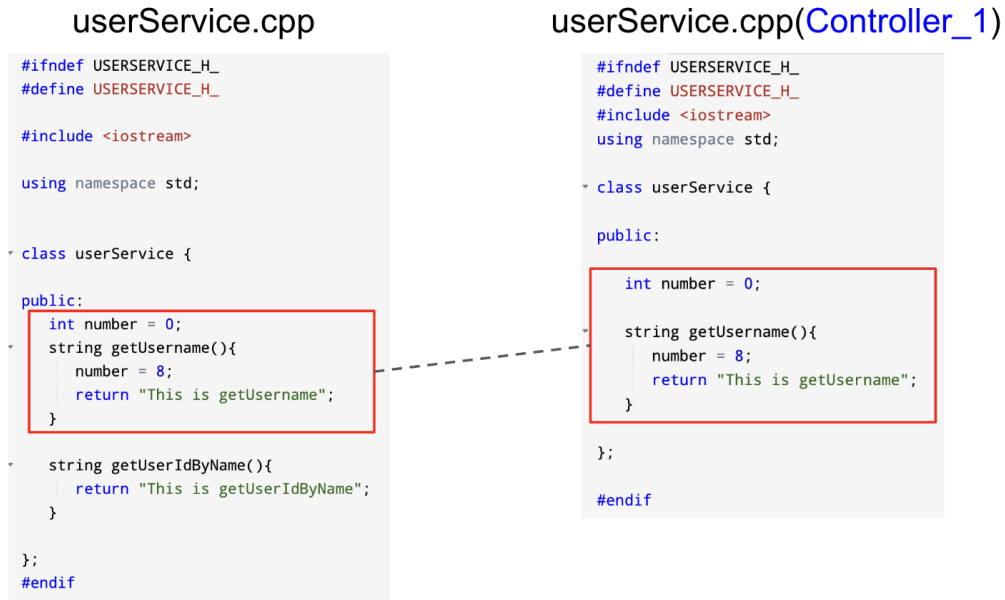 userService.cpp
#ifndef USERSERVICE_H_
#define USERSERVICE_H_
#include <iostream>
using namespace std;
class userService {
public:
int number = 0;
string getUsername(){
number = 8;
return "This is getUsername";
}
string getUserIdByName(){
return "This is getUserIdByName";
}
};
#endif
userService.cpp(Controller_1)
#ifndef USERSERVICE_H_
#define USERSERVICE_H_
#include <iostream>
using namespace std;
class userService {
public:
int number = 0;
string getUsername(){
number = 8;
return "This is getUsername";
}
};
#endif